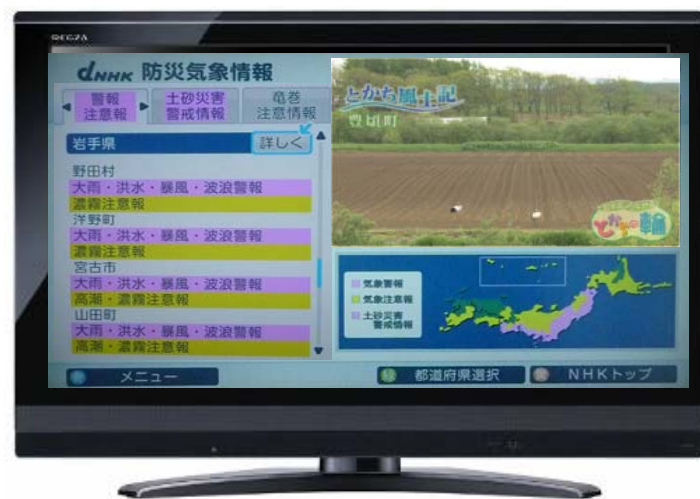 REGZA
dNHK 防災気象情報
警報
注意報
土砂災害
警戒情報
竜巻
注意情報
岩手県
詳しく
野田村
大雨・洪水・暴風・波浪警報
濃霧注意報
洋野町
大雨・洪水・暴風・波浪警報
濃霧注意報
宮古市
大雨・洪水・暴風・波浪警報
高潮・濃霧注意報
山田町
大雨・洪水・暴風・波浪警報
高潮・濃霧注意報
とかち風土記
豊頃町
とかちの輪
気象警報
気象注意報
土砂災害
警戒情報
青 メニュー
緑 都道府県選択
NHKトップ